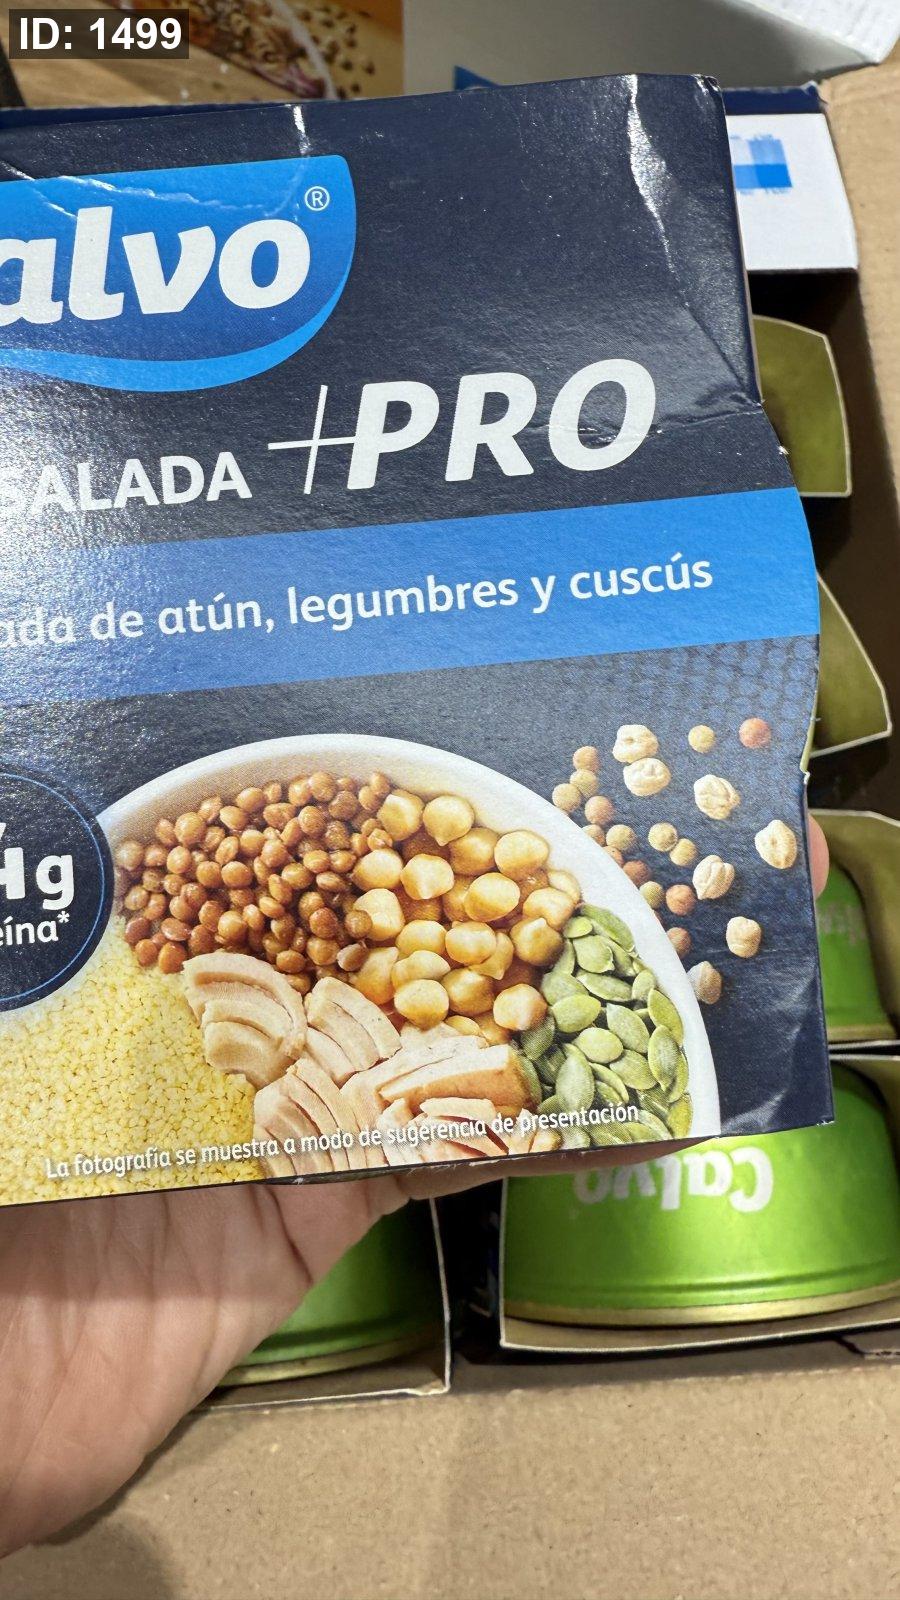 ID: 1499
alvo®
SALADA +PRO
ada de atún, legumbres y cuscús
4g
eína*
La fotografía se muestra a modo de sugerencia de presentación
Calvo